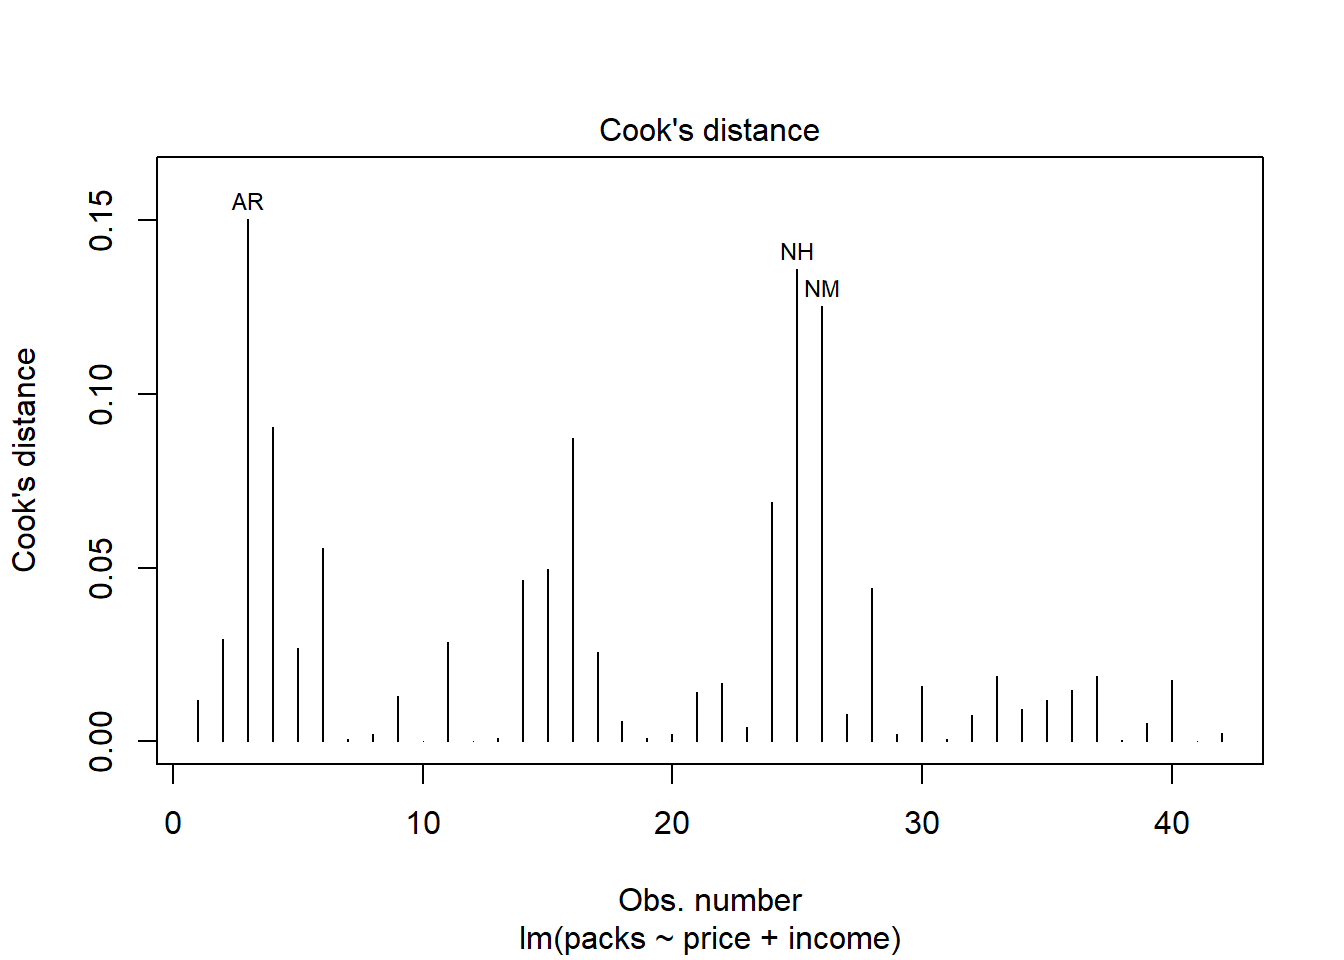 Cook's distance
AR
NH
NM
Cook's distance
0.15
0.10
0.05
0.00
0 10 20 30 40
Obs. number
lm(packs ~ price + income)